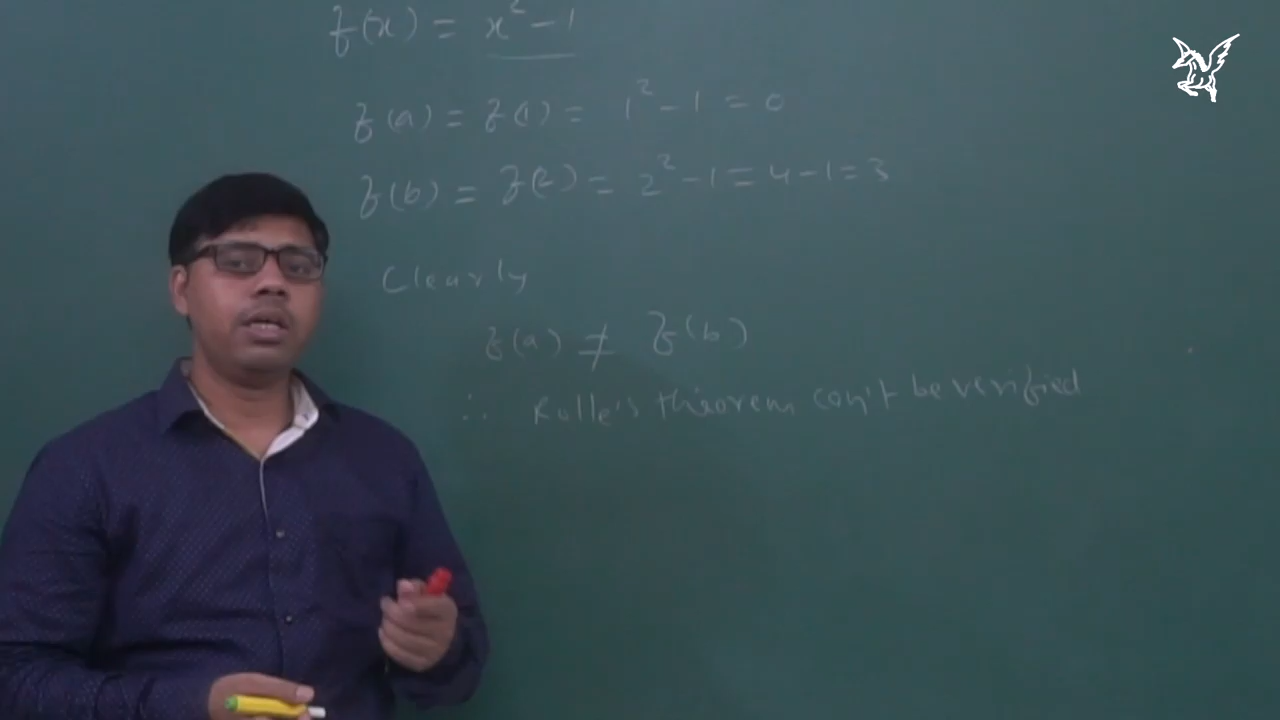 f(x) = x² - 1
f(a) = f(1) = 1² - 1 = 0
f(b) = f(2) = 2² - 1 = 4 - 1 = 3
Clearly
f(a) ≠ f(b)
∴ Rolle's theorem can't be verified